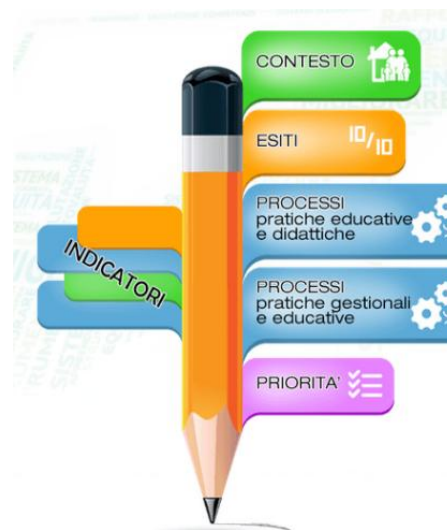 CONTESTO
ESITI
10/10
PROCESSI
pratiche educative
e didattiche
INDICATORI
PROCESSI
pratiche gestionali
e educative
PRIORITA'